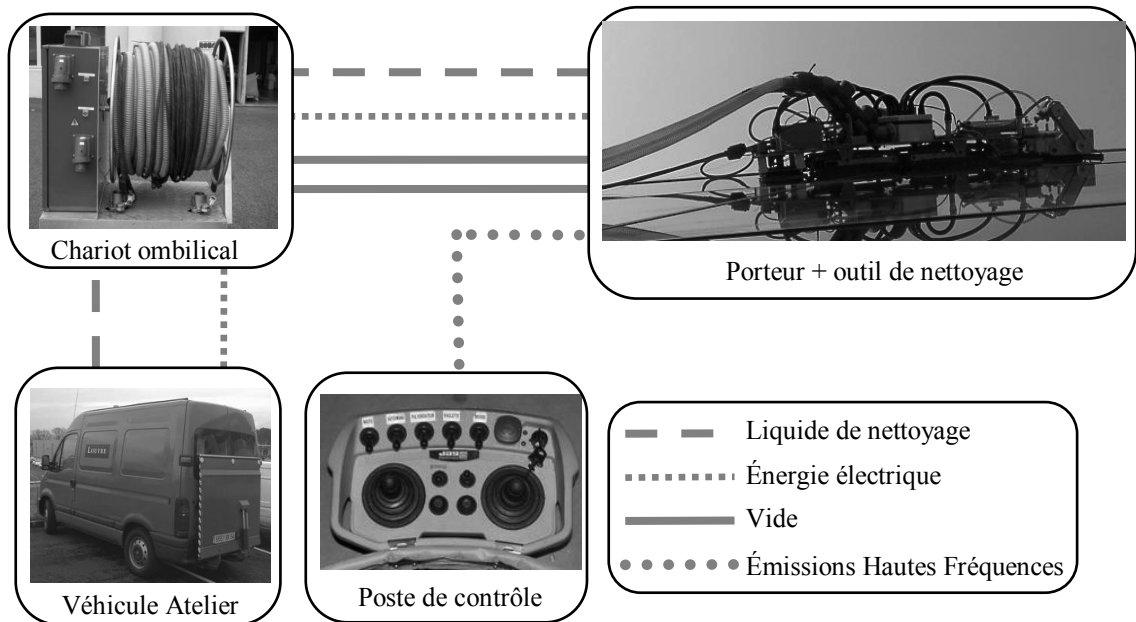 Chariot ombilical
Porteur + outil de nettoyage
LOUVRE
Véhicule Atelier
Poste de contrôle
Liquide de nettoyage
Énergie électrique
Vide
Émissions Hautes Fréquences